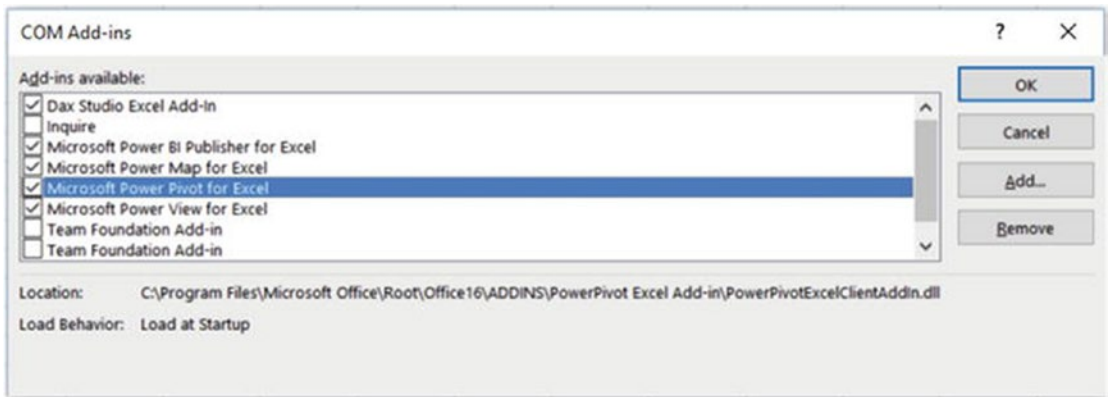 COM Add-ins
?
Add-ins available:
Dax Studio Excel Add-In
Inquire
Microsoft Power BI Publisher for Excel
Microsoft Power Map for Excel
Microsoft Power Pivot for Excel
Microsoft Power View for Excel
Team Foundation Add-in
Team Foundation Add-in
OK
Cancel
Add...
Remove
Location: C:\Program Files\Microsoft Office\Root\Office16\ADDINS\PowerPivot Excel Add-in\PowerPivotExcelClientAddIn.dll
Load Behavior: Load at Startup